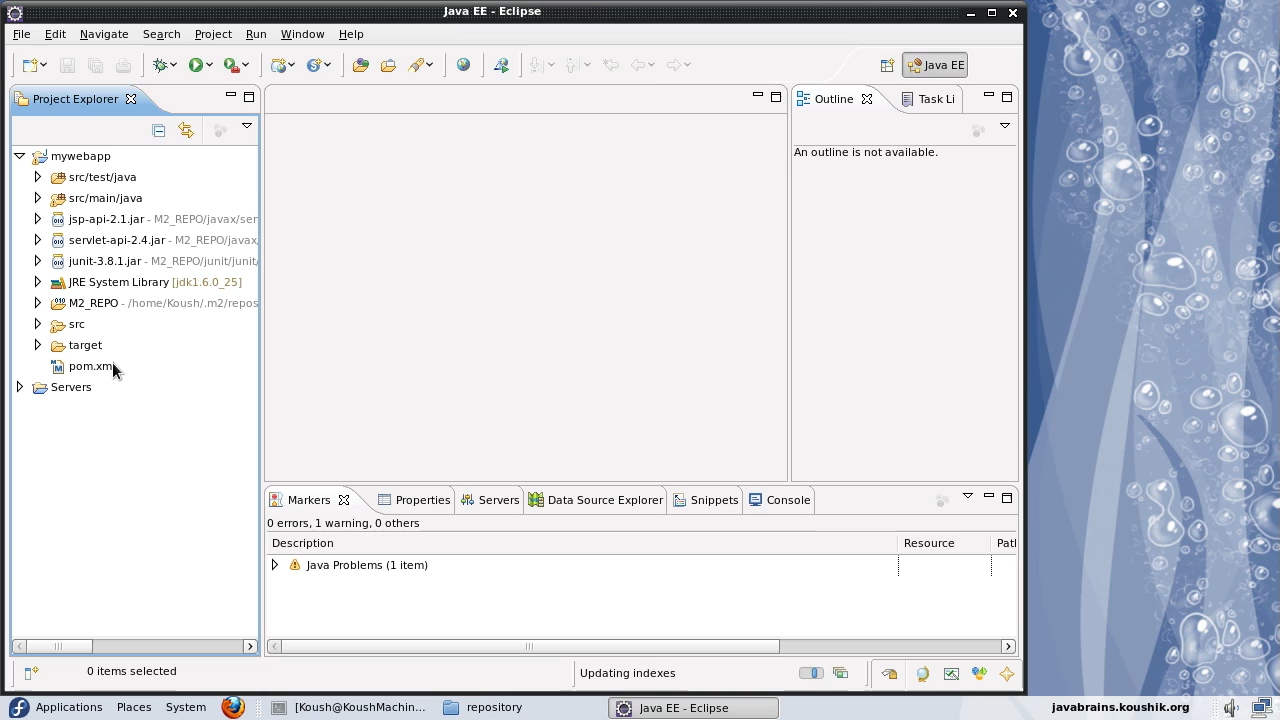 Java EE - Eclipse
File Edit Navigate Search Project Run Window Help
Java EE
Project Explorer
Outline
Task Li
An outline is not available.
mywebapp
src/test/java
src/main/java
jsp-api-2.1.jar - M2_REPO/javax/ser
servlet-api-2.4.jar - M2_REPO/javax,
junit-3.8.1.jar - M2_REPO/junit/junit/
JRE System Library [jdk1.6.0_25]
M2_REPO - /home/Koush/.m2/repos
src
target
pom.xm
Servers
Markers Properties Servers Data Source Explorer Snippets Console
0 errors, 1 warning, 0 others
Description Resource Patl
Java Problems (1 item)
0 items selected
Updating indexes
Applications Places System [Koush@KoushMachin... repository Java EE - Eclipse javabrains.koushik.org